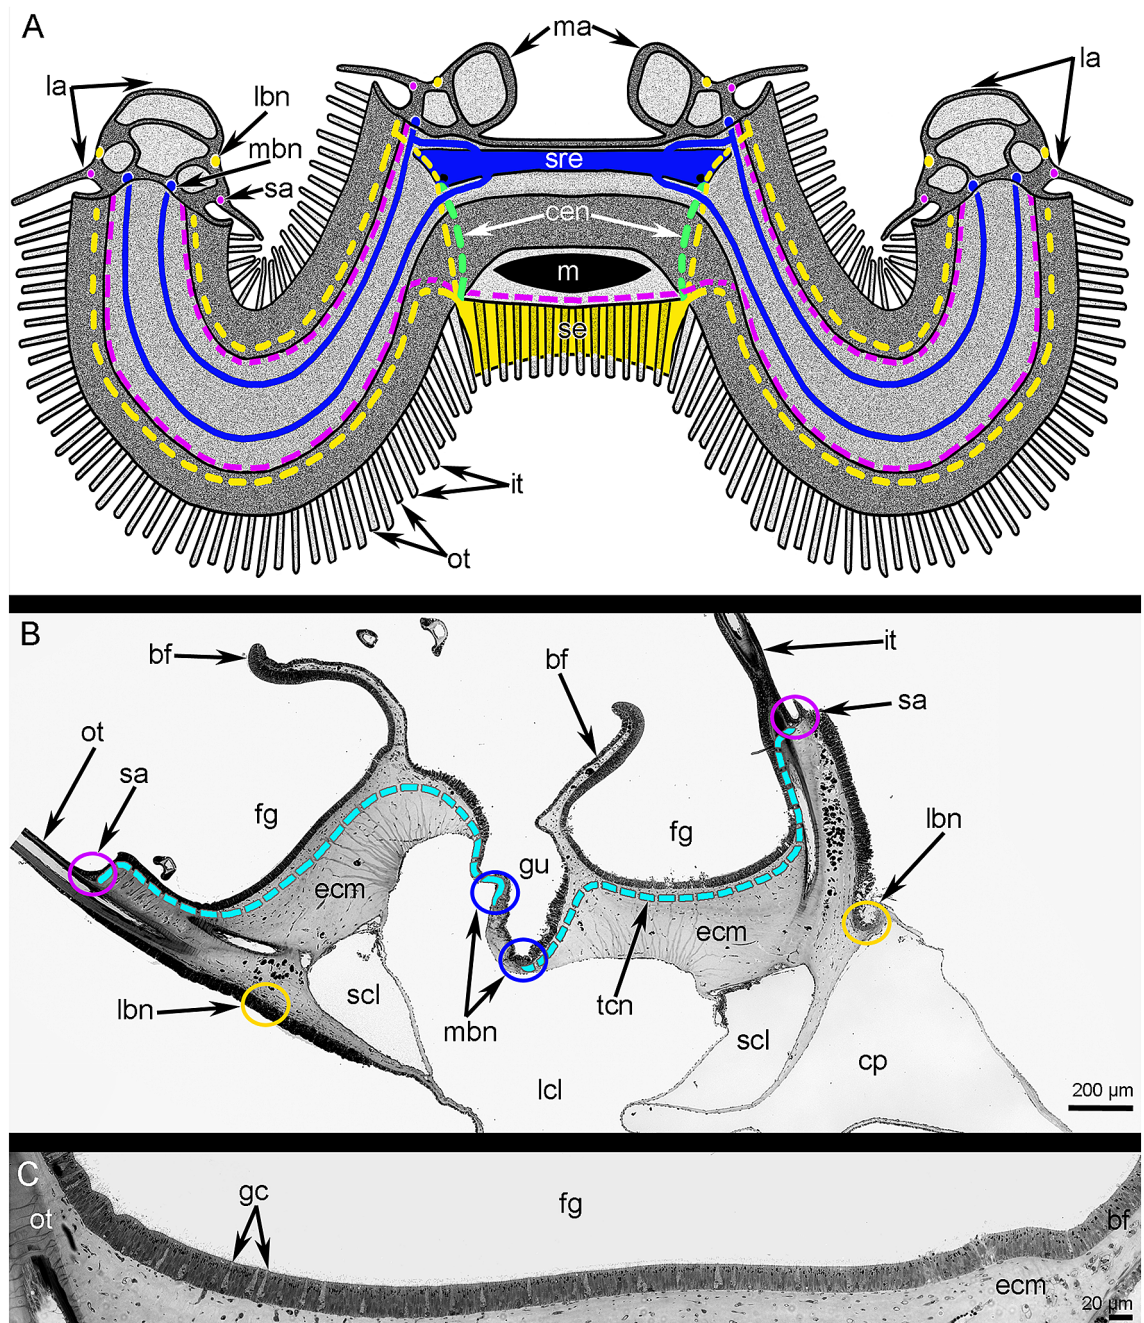 A
ma
la
lbn
mbn
sa
la
sre
cen
m
se
it
ot
B
bf
bf
it
sa
ot
sa
fg
fg
lbn
gu
ecm
ecm
lbn
scl
mbn
tcn
scl
cp
lcl
200 µm
C
gc
fg
ot
bf
ecm
20 µm